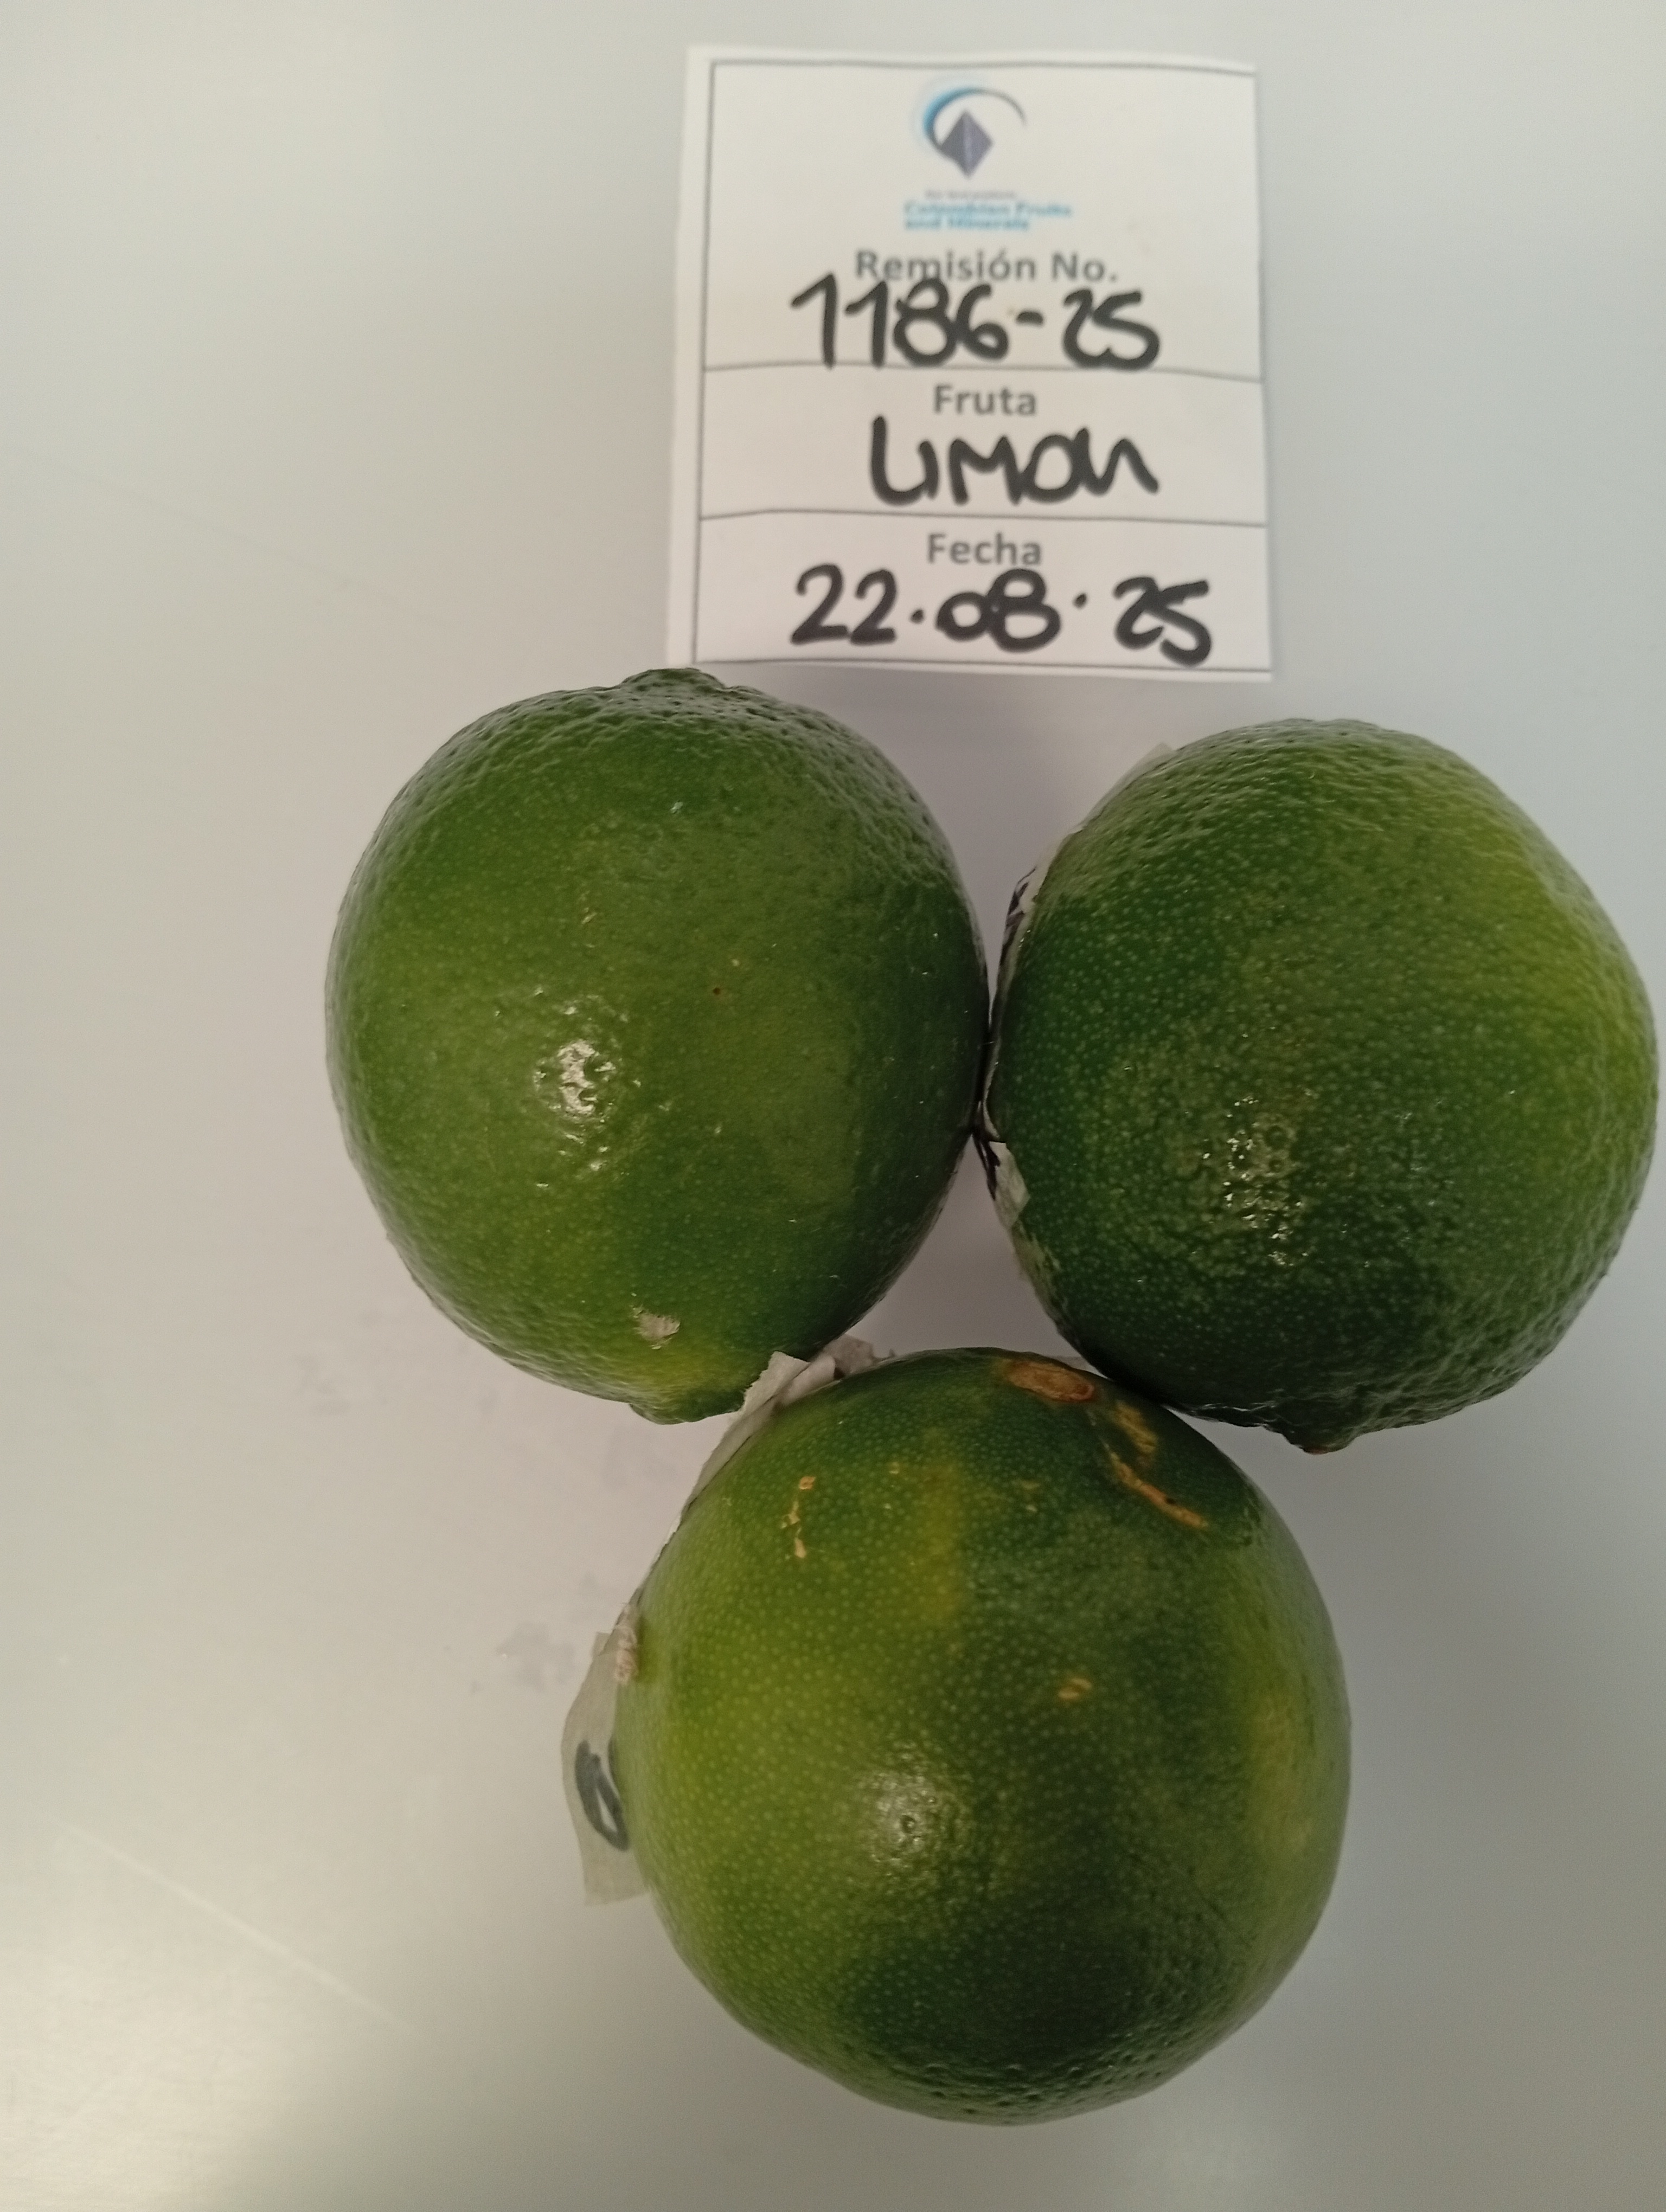 Colombian Fruits
and Minerals
Remisión No.
1186-25
Fruta
LIMON
Fecha
22.08.25